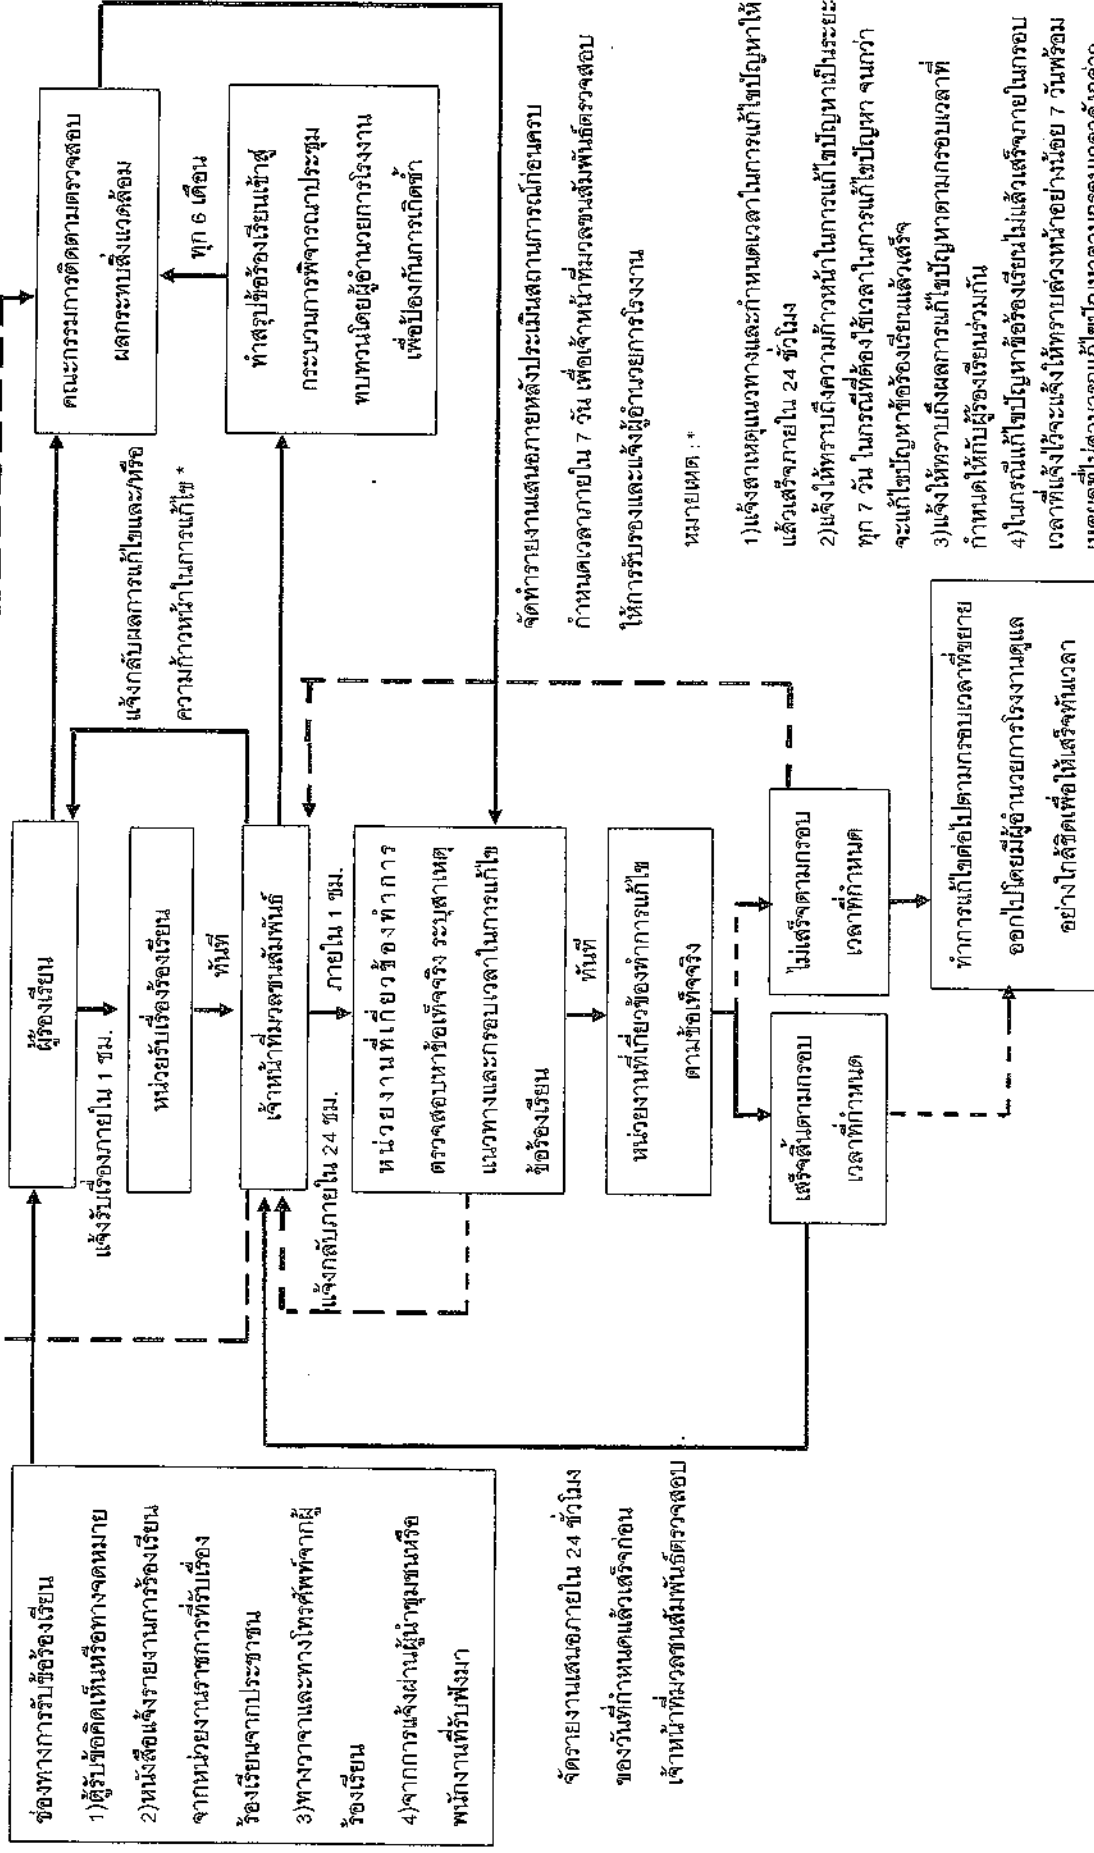 ช่องทางการรับข้อร้องเรียน
1)ตู้รับข้อคิดเห็นหรือทางจดหมาย
2)หนังสือแจ้งรายงานการร้องเรียน
จากหน่วยงานราชการที่รับเรื่อง
ร้องเรียนจากประชาชน
3)ทางวาจาและทางโทรศัพท์จากผู้
ร้องเรียน
4)จากการแจ้งผ่านผู้นำชุมชนหรือ
พนักงานที่รับฟังมา
ผู้ร้องเรียน
แจ้งรับเรื่องภายใน 1 ชม.
หน่วยรับเรื่องร้องเรียน
ทันที
เจ้าหน้าที่มวลชนสัมพันธ์
แจ้งกลับภายใน 24 ชม.
ภายใน 1 ชม.
หน่วยงานที่เกี่ยวข้องทำการ
ตรวจสอบหาข้อเท็จจริง ระบุสาเหตุ
แนวทางและกรอบเวลาในการแก้ไข
ข้อร้องเรียน
ทันที
หน่วยงานที่เกี่ยวข้องทำการแก้ไข
ตามข้อเท็จจริง
เสร็จสิ้นตามกรอบ
เวลาที่กำหนด
ไม่เสร็จตามกรอบ
เวลาที่กำหนด
ทำการแก้ไขต่อไปตามกรอบเวลาที่ขยาย
ออกไปโดยมีผู้อำนวยการโรงงานดูแล
อย่างใกล้ชิดเพื่อให้เสร็จทันเวลา
จัดรายงานเสนอภายใน 24 ชั่วโมง
ของวันที่กำหนดแล้วเสร็จก่อน
เจ้าหน้าที่มวลชนสัมพันธ์ตรวจสอบ
แจ้งกลับผลการแก้ไขและ/หรือ
ความก้าวหน้าในการแก้ไข *
คณะกรรมการติดตามตรวจสอบ
ผลกระทบสิ่งแวดล้อม
ทุก 6 เดือน
ทำสรุปข้อร้องเรียนเข้าสู่
กระบวนการพิจารณาประชุม
ทบทวนโดยผู้อำนวยการโรงงาน
เพื่อป้องกันการเกิดซ้ำ
จัดทำรายงานเสนอภายหลังประเมินสถานการณ์ก่อนครบ
กำหนดเวลาภายใน 7 วัน เพื่อเจ้าหน้าที่มวลชนสัมพันธ์ตรวจสอบ
ให้การรับรองและแจ้งผู้อำนวยการโรงงาน
หมายเหตุ : *
1)แจ้งสาเหตุแนวทางและกำหนดเวลาในการแก้ไขปัญหาให้
แล้วเสร็จภายใน 24 ชั่วโมง
2)แจ้งให้ทราบถึงความก้าวหน้าในการแก้ไขปัญหาเป็นระยะ
ทุก 7 วัน ในกรณีที่ต้องใช้เวลาในการแก้ไขปัญหา จนกว่า
จะแก้ไขปัญหาข้อร้องเรียนแล้วเสร็จ
3)แจ้งให้ทราบถึงผลการแก้ไขปัญหาตามกรอบเวลาที่
กำหนดให้กับผู้ร้องเรียนร่วมกัน
4)ในกรณีแก้ไขปัญหาข้อร้องเรียนไม่แล้วเสร็จภายในกรอบ
เวลาที่แจ้งไว้จะแจ้งให้ทราบล่วงหน้าอย่างน้อย 7 วันพร้อม